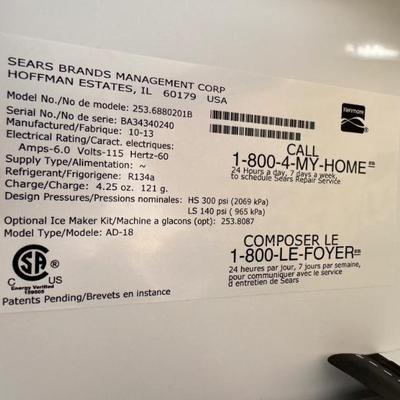 SEARS BRANDS MANAGEMENT CORP
HOFFMAN ESTATES, IL 60179 USA
Model No./No de modele: 253.6880201B
Serial No./No de serie: BA34340240
Manufactured/Fabrique: 10-13
Electrical Rating/Caract. electriques:
Amps-6.0 Volts-115 Hertz-60
Supply Type/Alimentation: ~
Refrigerant/Frigorigen: R134a
Charge/Charge: 4.25 oz. 121 g.
Design Pressures/Pressions nominales: HS 300 psi (2069 kPa)
LS 140 psi ( 965 kPa)
Optional Ice Maker Kit/Machine a glacons (opt): 253.8087
Model Type/Modele: AD-18
Kenmore
CALL
1-800-4-MY-HOME
24 Hours a day, 7 days a week,
to schedule Sears Repair Service
COMPOSER LE
1-800-LE-FOYER
24 heures par jour, 7 jours par semaine,
pour communiquer avec le service
d entretien de Sears
C US
Energy Verified
Patents Pending/Brevets en instance